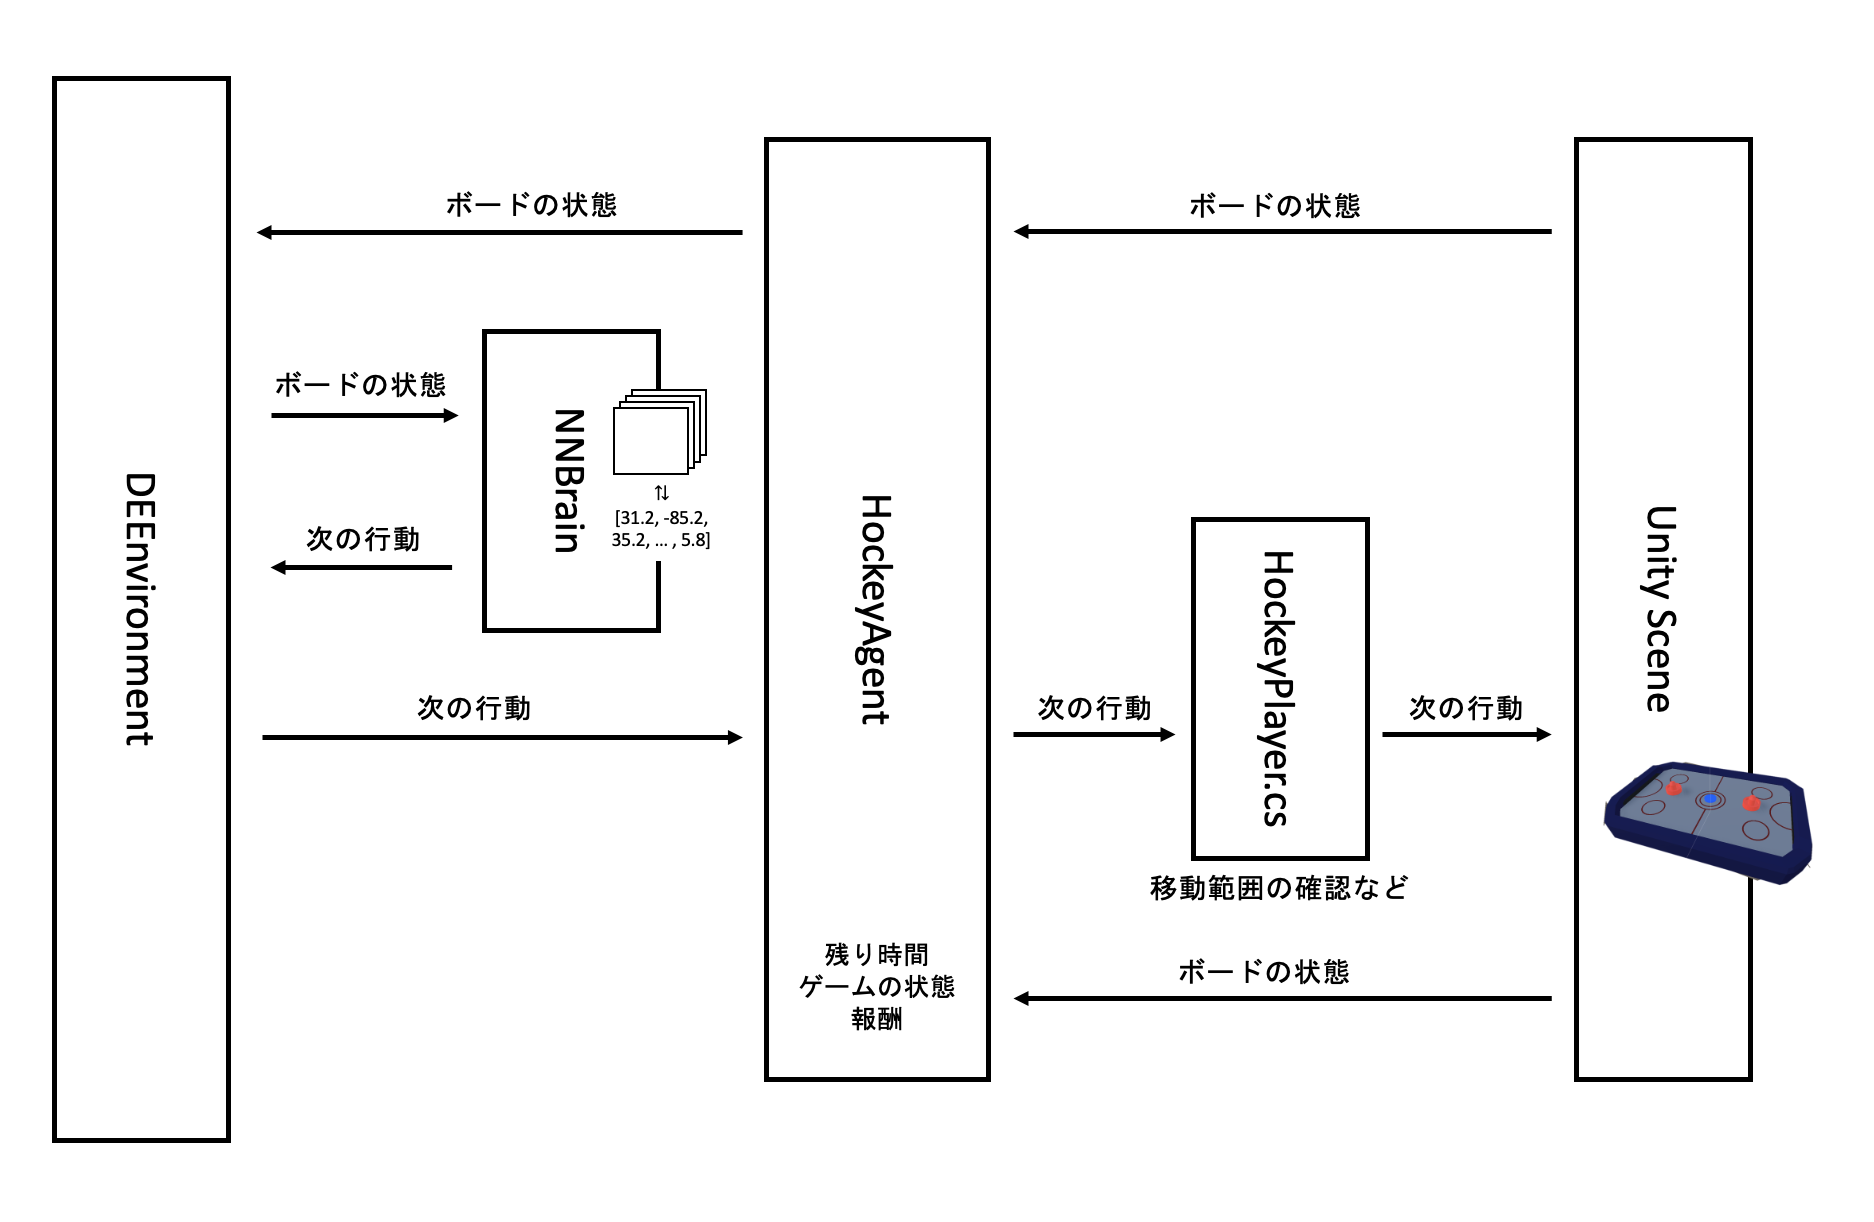 DEEnvironment
ボードの状態
ボードの状態
ボードの状態
NNBrain
⇅
[31.2, -85.2,
35.2, ... , 5.8]
次の行動
次の行動
HockeyAgent
残り時間
ゲームの状態
報酬
次の行動
HockeyPlayer.cs
移動範囲の確認など
次の行動
ボードの状態
Unity Scene